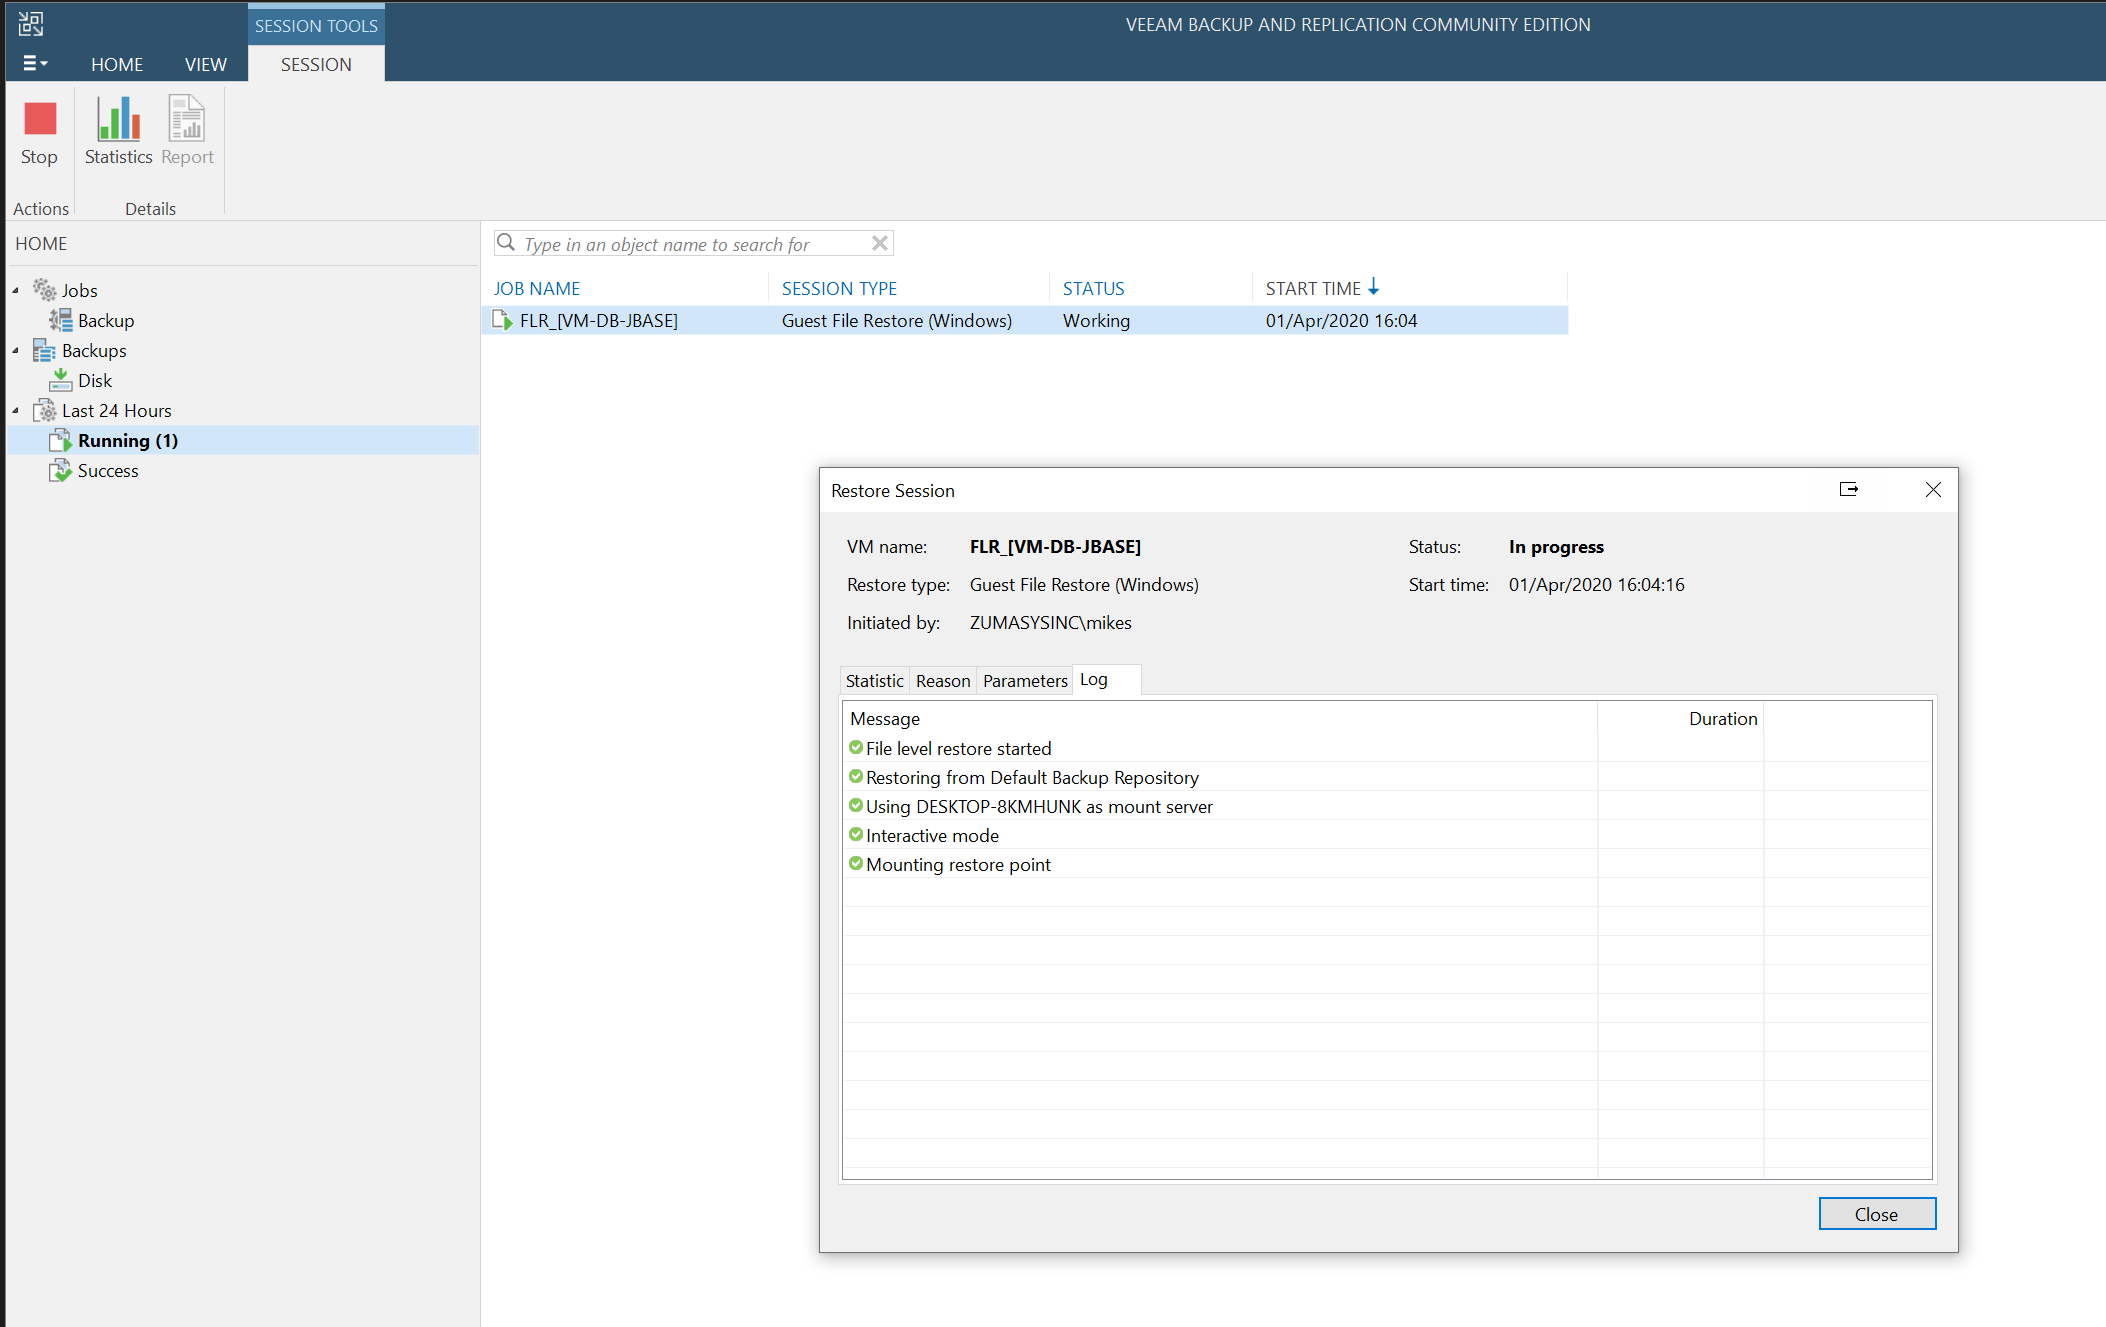 SESSION TOOLS
VEEAM BACKUP AND REPLICATION COMMUNITY EDITION
HOME
VIEW
SESSION
Stop
Statistics
Report
Actions
Details
HOME
Jobs
Backup
Backups
Disk
Last 24 Hours
Running (1)
Success
Type in an object name to search for
JOB NAME SESSION TYPE STATUS START TIME
FLR_[VM-DB-JBASE] Guest File Restore (Windows) Working 01/Apr/2020 16:04
Restore Session
VM name: FLR_[VM-DB-JBASE] Status: In progress
Restore type: Guest File Restore (Windows) Start time: 01/Apr/2020 16:04:16
Initiated by: ZUMASYSINC\mikes
Statistic Reason Parameters Log
Message Duration
File level restore started
Restoring from Default Backup Repository
Using DESKTOP-8KMHUNK as mount server
Interactive mode
Mounting restore point
Close